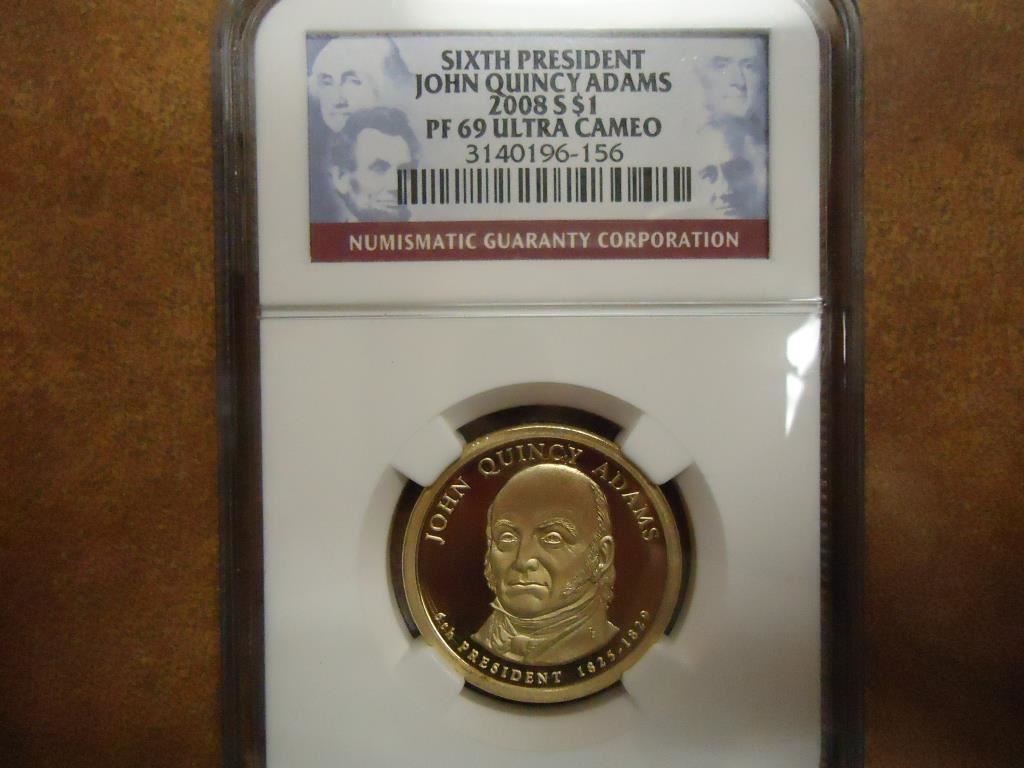 SIXTH PRESIDENT
JOHN QUINCY ADAMS
2008 S $1
PF 69 ULTRA CAMEO
3140196-156
NUMISMATIC GUARANTY CORPORATION
JOHN QUINCY ADAMS
6th PRESIDENT 1825-1829